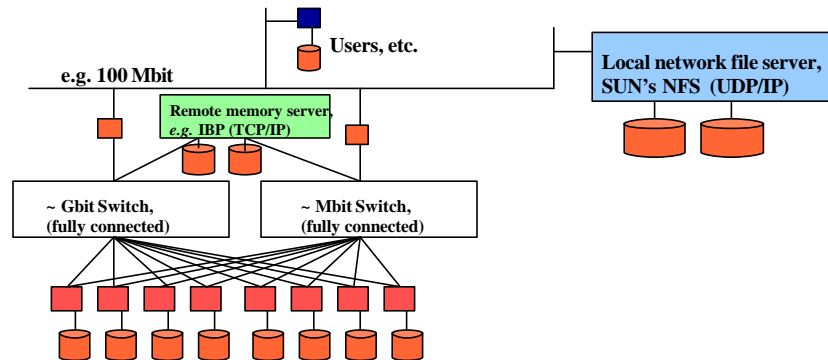 Users, etc.
Local network file server,
SUN's NFS (UDP/IP)
e.g. 100 Mbit
Remote memory server,
e.g. IBP (TCP/IP)
~ Gbit Switch,
(fully connected)
~ Mbit Switch,
(fully connected)